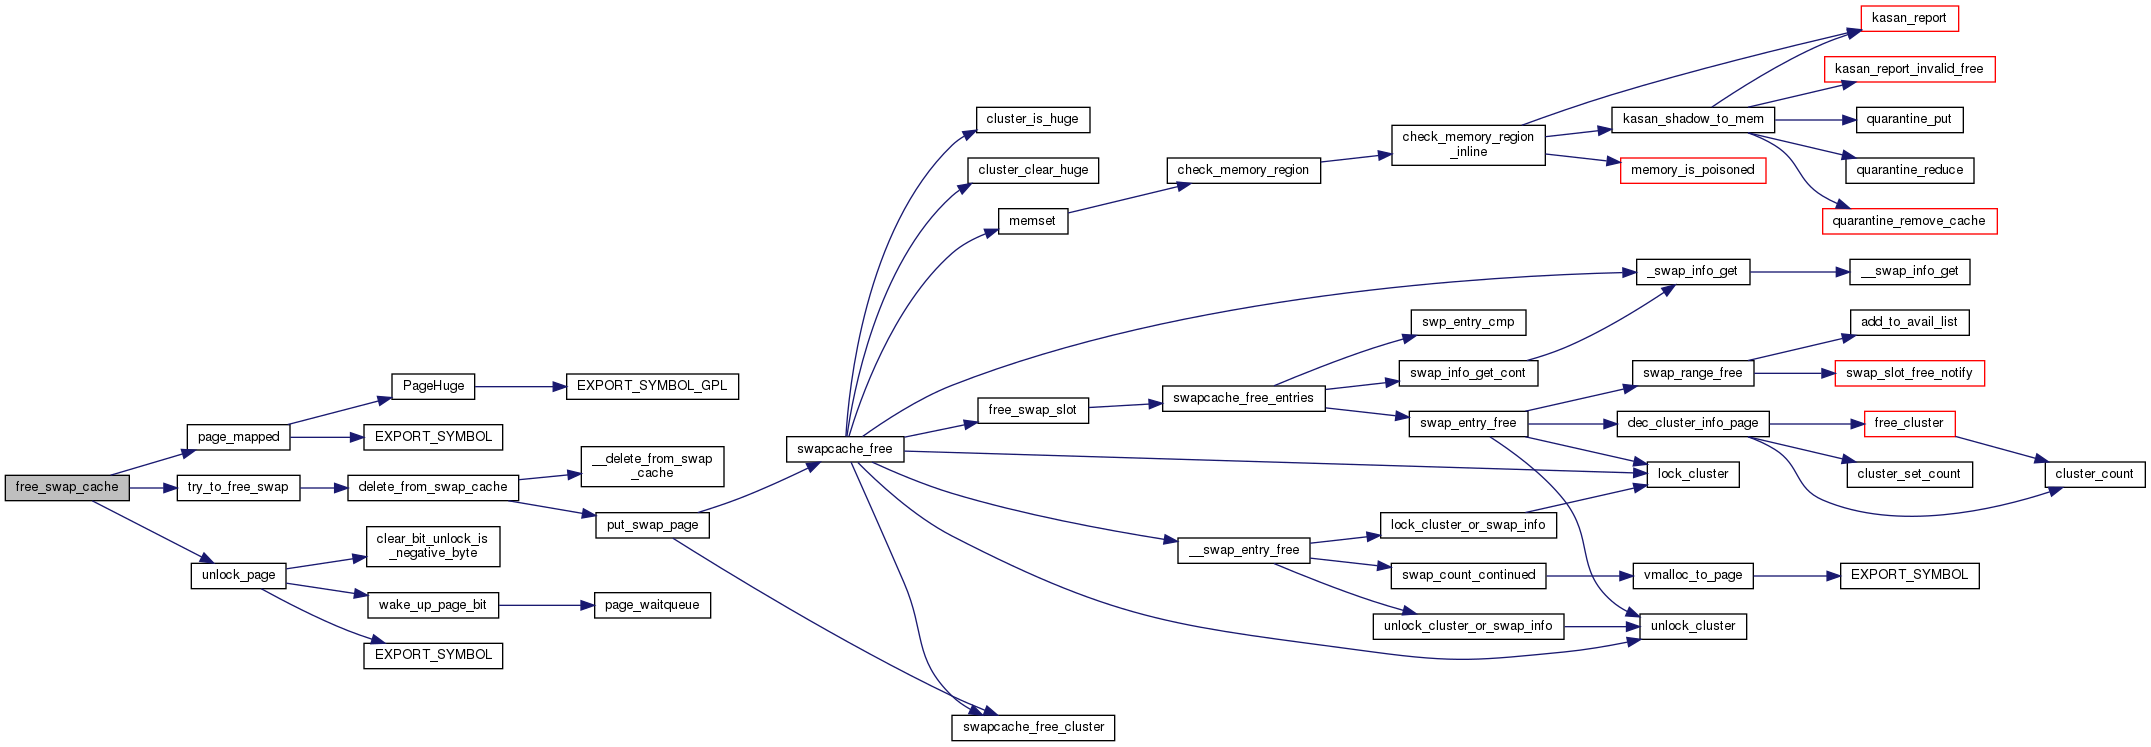 free_swap_cache
page_mapped
try_to_free_swap
unlock_page
PageHuge
EXPORT_SYMBOL
delete_from_swap_cache
clear_bit_unlock_is
_negative_byte
wake_up_page_bit
EXPORT_SYMBOL
EXPORT_SYMBOL_GPL
__delete_from_swap
_cache
put_swap_page
page_waitqueue
swapcache_free
cluster_is_huge
cluster_clear_huge
memset
free_swap_slot
swapcache_free_cluster
check_memory_region
swapcache_free_entries
__swap_entry_free
check_memory_region
_inline
swp_entry_cmp
swap_info_get_cont
swap_entry_free
lock_cluster_or_swap_info
swap_count_continued
unlock_cluster_or_swap_info
kasan_shadow_to_mem
memory_is_poisoned
_swap_info_get
swap_range_free
dec_cluster_info_page
lock_cluster
vmalloc_to_page
unlock_cluster
kasan_report
kasan_report_invalid_free
quarantine_put
quarantine_reduce
quarantine_remove_cache
__swap_info_get
add_to_avail_list
swap_slot_free_notify
free_cluster
cluster_set_count
EXPORT_SYMBOL
cluster_count